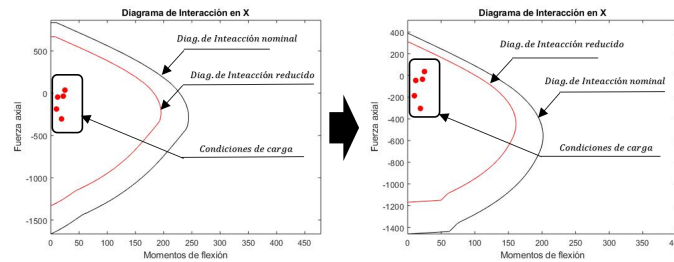 Diagrama de Interacción en X
Diag. de Inteacción nominal
Diag. de Inteacción reducido
Condiciones de carga
Fuerza axial
500
0
-500
-1000
-1500
0 50 100 150 200 250 300 350 400 450
Momentos de flexión
Diagrama de Interacción en X
Diag. de Inteacción reducido
Diag. de Inteacción nominal
Condiciones de carga
Fuerza axial
400
200
0
-200
-400
-600
-800
-1000
-1200
-1400
0 50 100 150 200 250 300 350
Momentos de flexión